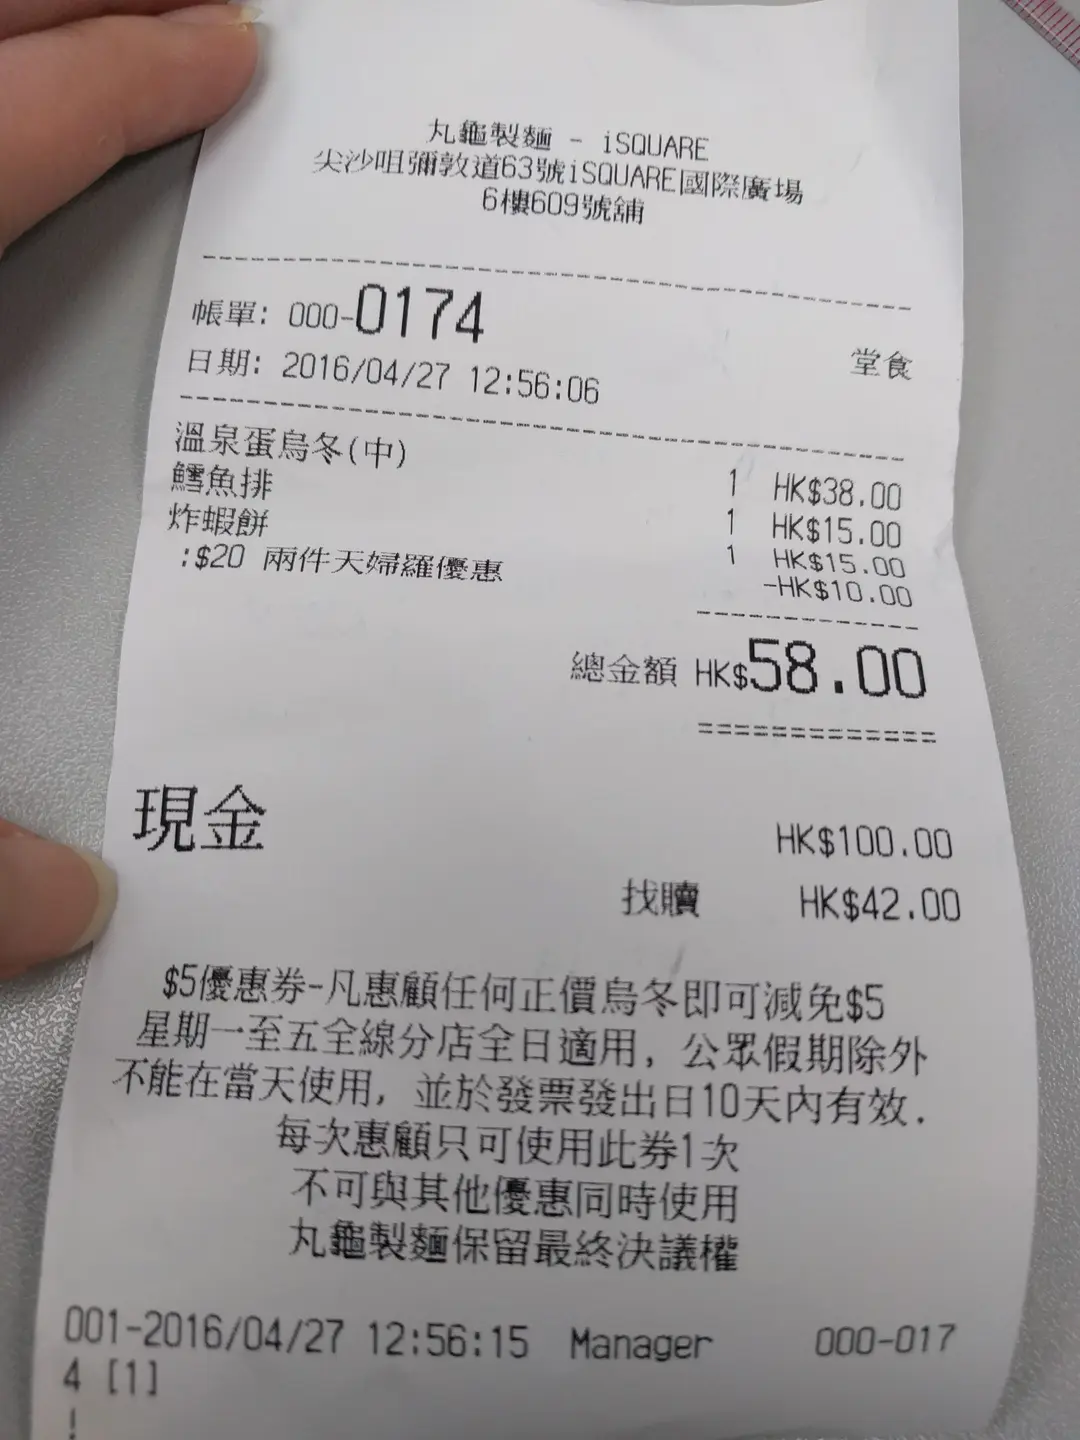 丸龜製麵 - iSQUARE
尖沙咀彌敦道63號iSQUARE國際廣場
6樓609號舖
帳單: 000-0174
堂食
日期: 2016/04/27 12:56:06
溫泉蛋烏冬(中) 1 HK$38.00
鱈魚排 1 HK$15.00
炸蝦餅 1 HK$15.00
:$20 兩件天婦羅優惠 -HK$10.00
總金額 HK$58.00
現金 HK$100.00
找贖 HK$42.00
$5優惠券-凡惠顧任何正價烏冬即可減免$5
星期一至五全線分店全日適用, 公眾假期除外
不能在當天使用, 並於發票發出日10天內有效.
每次惠顧只可使用此券1次
不可與其他優惠同時使用
丸龜製麵保留最終決議權
001-2016/04/27 12:56:15 Manager 000-017
4 [1]